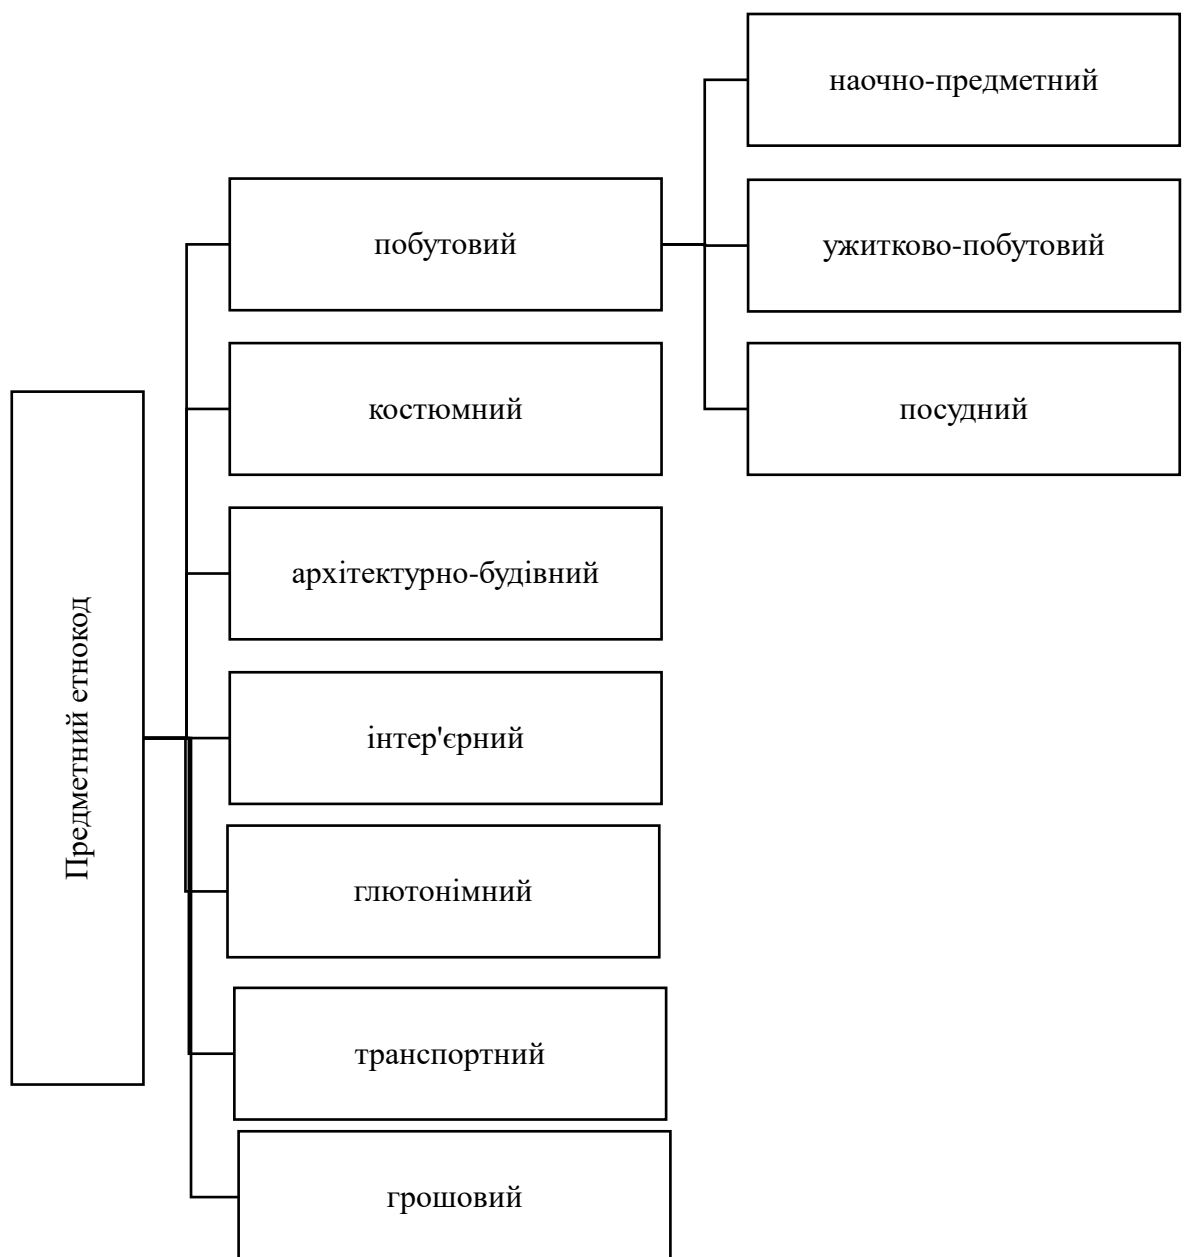 Предметний етнокод
побутовий
наочно-предметний
ужитково-побутовий
посудний
костюмний
архітектурно-будівний
інтер'єрний
глютонімний
транспортний
грошовий